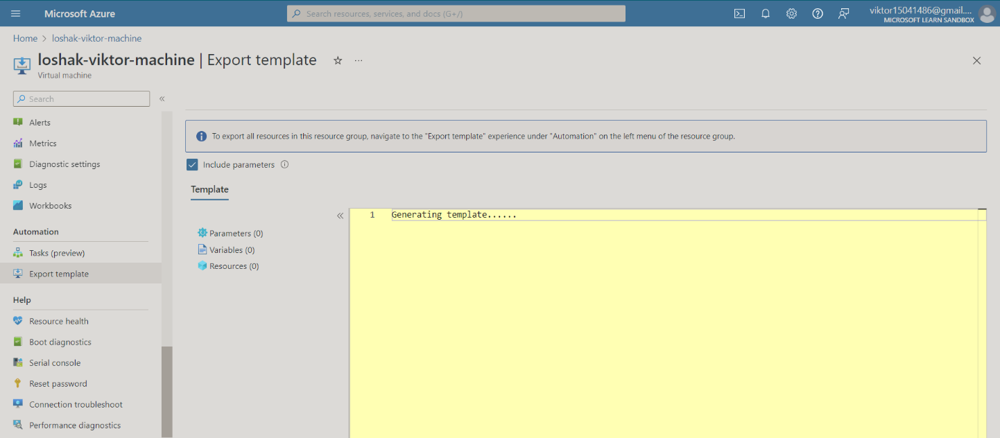 Microsoft Azure
Search resources, services, and docs (G+/)
viktor15041486@gmail....
MICROSOFT LEARN SANDBOX
Home > loshak-viktor-machine
loshak-viktor-machine | Export template
Virtual machine
Search
Alerts
Metrics
Diagnostic settings
Logs
Workbooks
Automation
Tasks (preview)
Export template
Help
Resource health
Boot diagnostics
Serial console
Reset password
Connection troubleshoot
Performance diagnostics
To export all resources in this resource group, navigate to the "Export template" experience under "Automation" on the left menu of the resource group.
Include parameters
Template
Parameters (0)
Variables (0)
Resources (0)
1 Generating template......